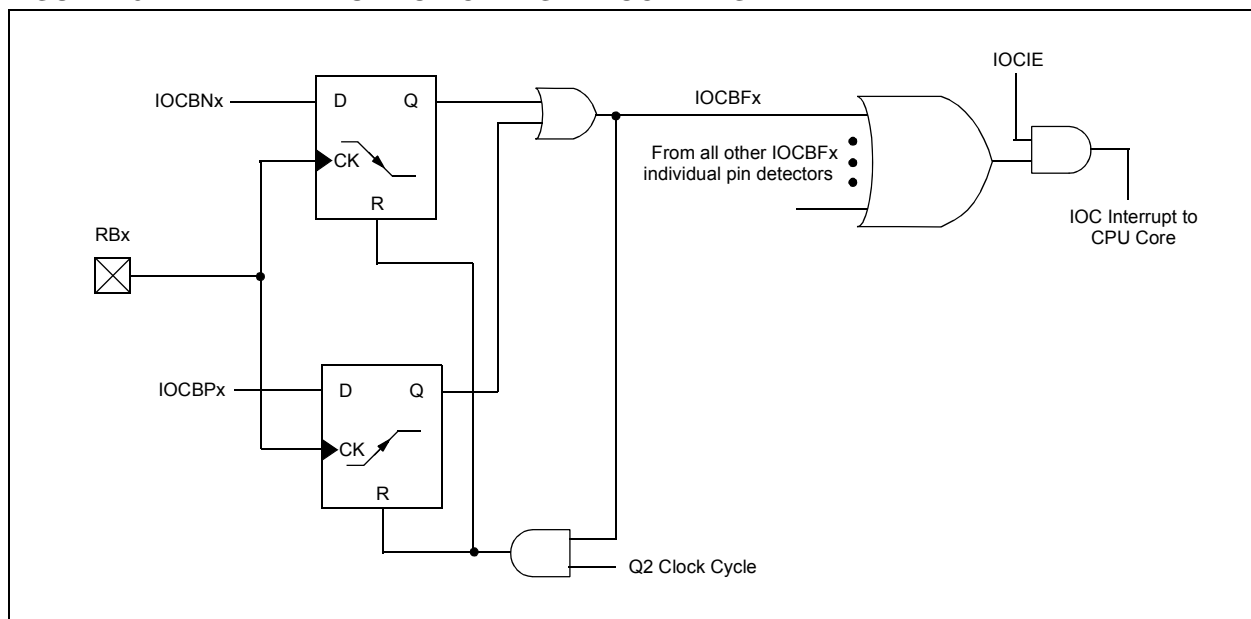 IOCIE
IOCBNx
D
Q
IOCBFx
CK
From all other IOCBFx
individual pin detectors
R
IOC Interrupt to
CPU Core
RBx
IOCBPx
D
Q
CK
R
Q2 Clock Cycle